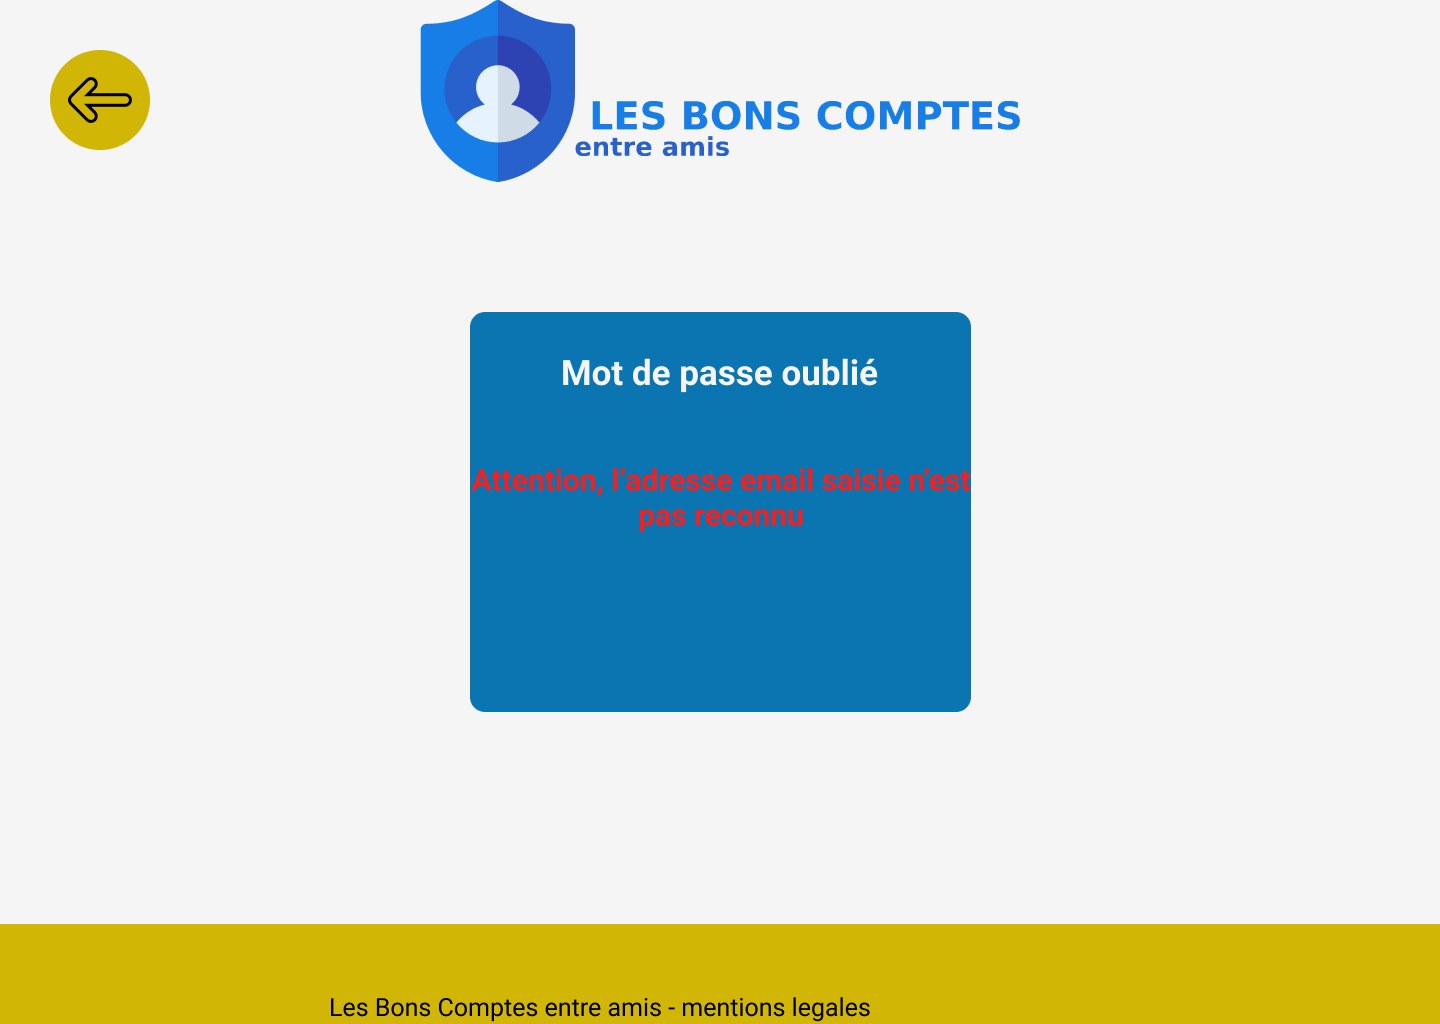 LES BONS COMPTES
entre amis
Mot de passe oublié
Attention, l’adresse email saisie n’est
pas reconnu
Les Bons Comptes entre amis - mentions legales